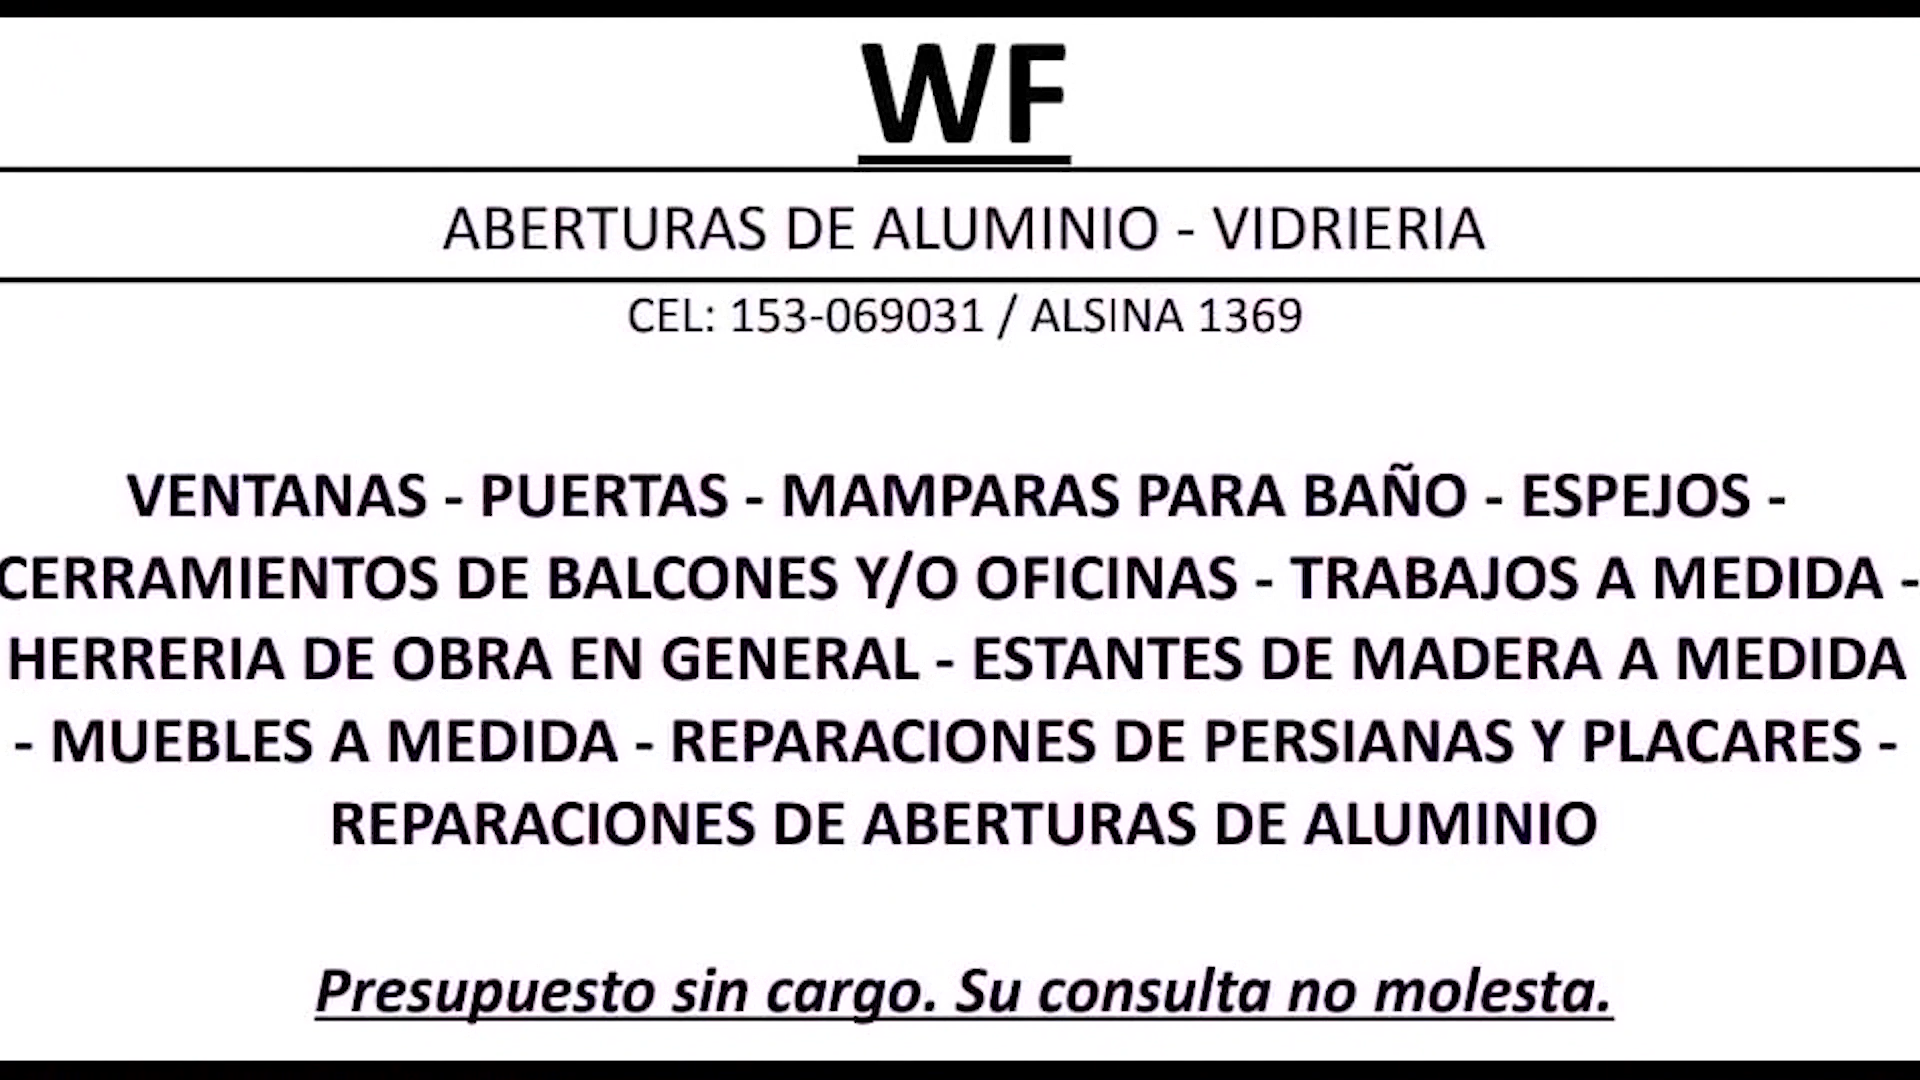 WF
ABERTURAS DE ALUMINIO - VIDRIERIA
CEL: 153-069031 / ALSINA 1369
VENTANAS - PUERTAS - MAMPARAS PARA BAÑO - ESPEJOS -
CERRAMIENTOS DE BALCONES Y/O OFICINAS - TRABAJOS A MEDIDA -
HERRERIA DE OBRA EN GENERAL - ESTANTES DE MADERA A MEDIDA
- MUEBLES A MEDIDA - REPARACIONES DE PERSIANAS Y PLACARES -
REPARACIONES DE ABERTURAS DE ALUMINIO
Presupuesto sin cargo. Su consulta no molesta.